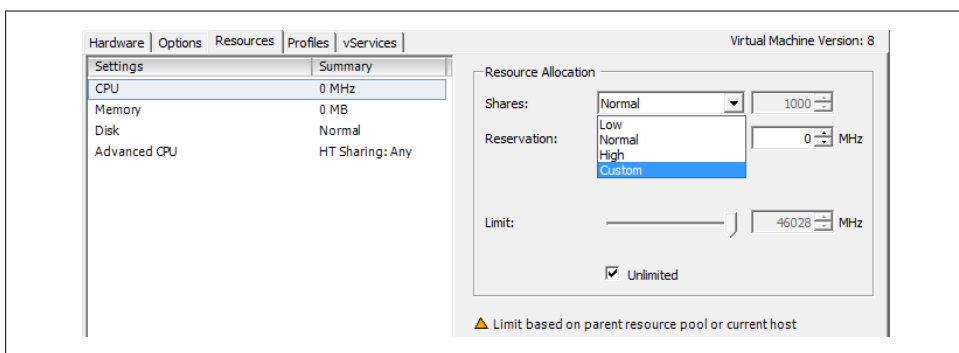 Hardware Options Resources Profiles vServices Virtual Machine Version: 8
Settings Summary
CPU 0 MHz
Memory 0 MB
Disk Normal
Advanced CPU HT Sharing: Any
Resource Allocation
Shares: Normal 1000
Low
Normal
High
Custom
Reservation: 0 MHz
Limit: 46028 MHz
Unlimited
Limit based on parent resource pool or current host